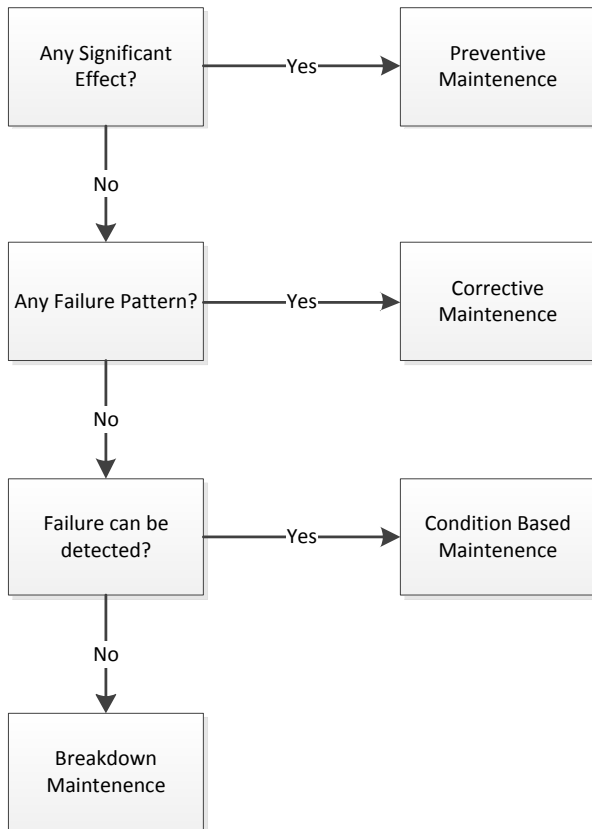 Any Significant
Effect?
Yes
Preventive
Maintenence
No
Any Failure Pattern?
Yes
Corrective
Maintenence
No
Failure can be
detected?
Yes
Condition Based
Maintenence
No
Breakdown
Maintenence